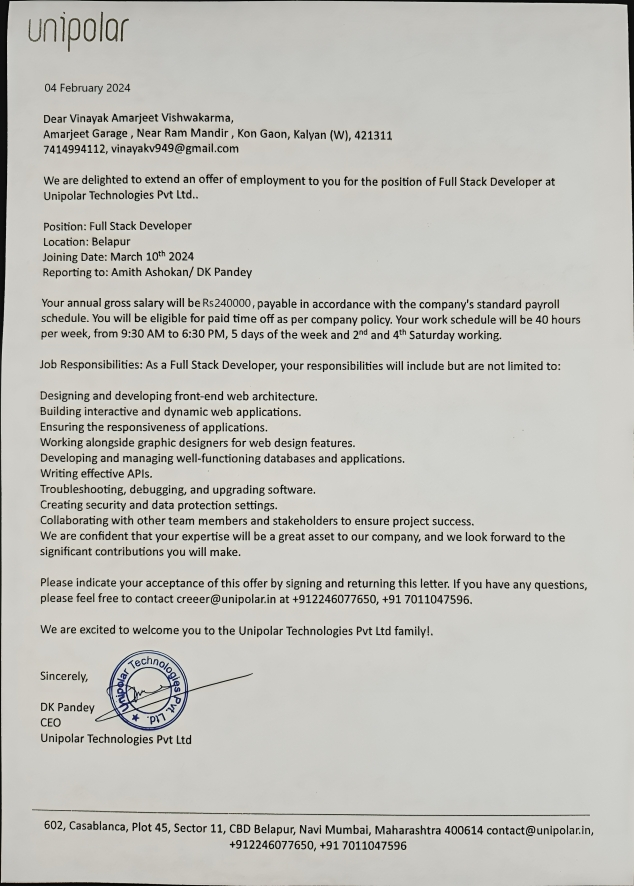 unipolar
04 February 2024
Dear Vinayak Amarjeet Vishwakarma,
Amarjeet Garage , Near Ram Mandir , Kon Gaon, Kalyan (W), 421311
7414994112, vinayakv949@gmail.com
We are delighted to extend an offer of employment to you for the position of Full Stack Developer at
Unipolar Technologies Pvt Ltd..
Position: Full Stack Developer
Location: Belapur
Joining Date: March 10th 2024
Reporting to: Amith Ashokan/ DK Pandey
Your annual gross salary will be Rs240000, payable in accordance with the company's standard payroll
schedule. You will be eligible for paid time off as per company policy. Your work schedule will be 40 hours
per week, from 9:30 AM to 6:30 PM, 5 days of the week and 2nd and 4th Saturday working.
Job Responsibilities: As a Full Stack Developer, your responsibilities will include but are not limited to:
Designing and developing front-end web architecture.
Building interactive and dynamic web applications.
Ensuring the responsiveness of applications.
Working alongside graphic designers for web design features.
Developing and managing well-functioning databases and applications.
Writing effective APIs.
Troubleshooting, debugging, and upgrading software.
Creating security and data protection settings.
Collaborating with other team members and stakeholders to ensure project success.
We are confident that your expertise will be a great asset to our company, and we look forward to the
significant contributions you will make.
Please indicate your acceptance of this offer by signing and returning this letter. If you have any questions,
please feel free to contact creeer@unipolar.in at +912246077650, +91 7011047596.
We are excited to welcome you to the Unipolar Technologies Pvt Ltd family!.
Sincerely,
Unipolar Technologies Pvt. Ltd.
DK Pandey
CEO
Unipolar Technologies Pvt Ltd
602, Casablanca, Plot 45, Sector 11, CBD Belapur, Navi Mumbai, Maharashtra 400614 contact@unipolar.in,
+912246077650, +91 7011047596